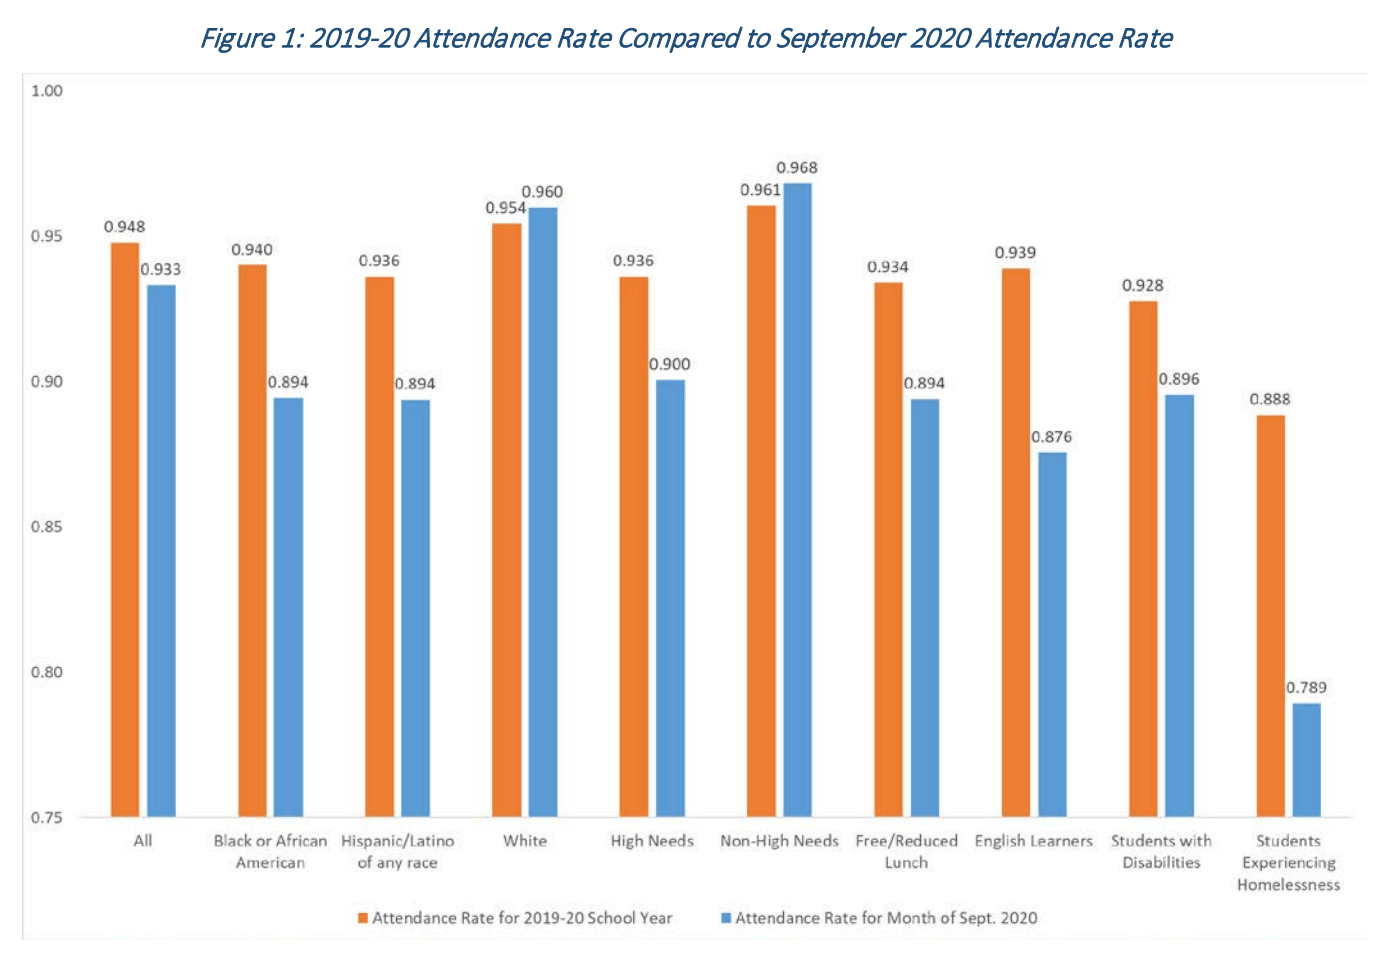 Figure 1: 2019-20 Attendance Rate Compared to September 2020 Attendance Rate
1.00
0.95
0.90
0.85
0.80
0.75
0.948
0.933
0.940
0.894
0.936
0.894
0.954
0.960
0.936
0.900
0.961
0.968
0.934
0.894
0.939
0.876
0.928
0.896
0.888
0.789
All
Black or African
American
Hispanic/Latino
of any race
White
High Needs
Non-High Needs
Free/Reduced
Lunch
English Learners
Students with
Disabilities
Students
Experiencing
Homelessness
Attendance Rate for 2019-20 School Year
Attendance Rate for Month of Sept. 2020